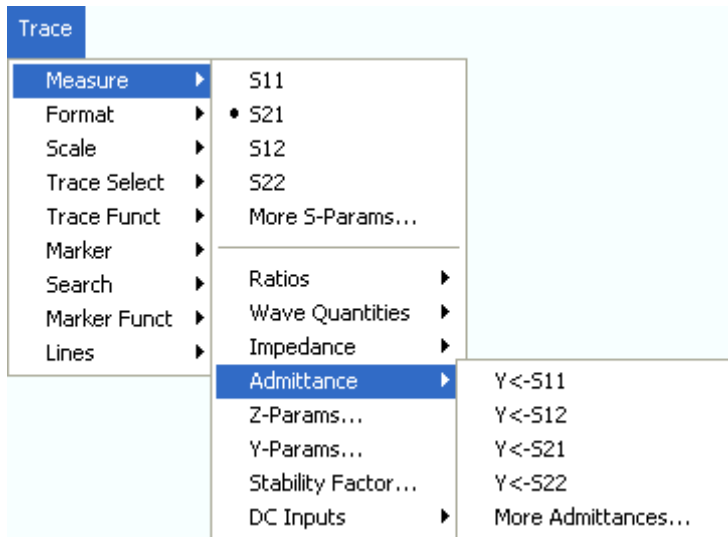 Trace
Measure
Format
Scale
Trace Select
Trace Funct
Marker
Search
Marker Funct
Lines
S11
S21
S12
S22
More S-Params...
Ratios
Wave Quantities
Impedance
Admittance
Z-Params...
Y-Params...
Stability Factor...
DC Inputs
Y<-S11
Y<-S12
Y<-S21
Y<-S22
More Admittances...